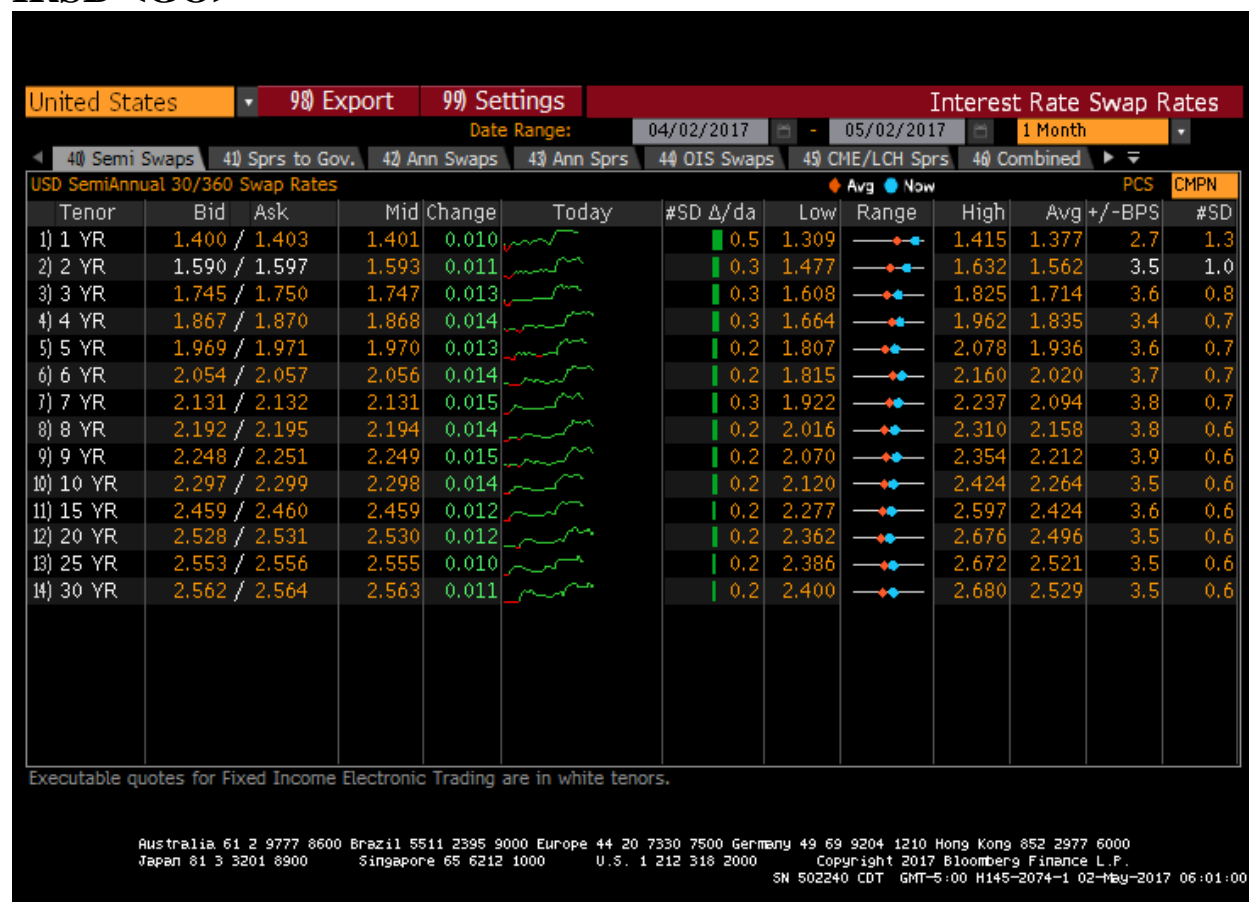 United States 98) Export 99) Settings Interest Rate Swap Rates
Date Range: 04/02/2017 - 05/02/2017 1 Month
40) Semi Swaps 41) Sprs to Gov. 42) Ann Swaps 43) Ann Sprs 44) OIS Swaps 45) CME/LCH Sprs 46) Combined
USD SemiAnnual 30/360 Swap Rates Avg Now PCS CMPN
Tenor Bid Ask Mid Change Today #SD Δ/da Low Range High Avg +/-BPS #SD
1) 1 YR 1.400 / 1.403 1.401 0.010 0.5 1.309 1.415 1.377 2.7 1.3
2) 2 YR 1.590 / 1.597 1.593 0.011 0.3 1.477 1.632 1.562 3.5 1.0
3) 3 YR 1.745 / 1.750 1.747 0.013 0.3 1.608 1.825 1.714 3.6 0.8
4) 4 YR 1.867 / 1.870 1.868 0.014 0.3 1.664 1.962 1.835 3.4 0.7
5) 5 YR 1.969 / 1.971 1.970 0.013 0.2 1.807 2.078 1.936 3.6 0.7
6) 6 YR 2.054 / 2.057 2.056 0.014 0.2 1.815 2.160 2.020 3.7 0.7
7) 7 YR 2.131 / 2.132 2.131 0.015 0.3 1.922 2.237 2.094 3.8 0.7
8) 8 YR 2.192 / 2.195 2.194 0.014 0.2 2.016 2.310 2.158 3.8 0.6
9) 9 YR 2.248 / 2.251 2.249 0.015 0.2 2.070 2.354 2.212 3.9 0.6
10) 10 YR 2.297 / 2.299 2.298 0.014 0.2 2.120 2.424 2.264 3.5 0.6
11) 15 YR 2.459 / 2.460 2.459 0.012 0.2 2.277 2.597 2.424 3.6 0.6
12) 20 YR 2.528 / 2.531 2.530 0.012 0.2 2.362 2.676 2.496 3.5 0.6
13) 25 YR 2.553 / 2.556 2.555 0.010 0.2 2.386 2.672 2.521 3.5 0.6
14) 30 YR 2.562 / 2.564 2.563 0.011 0.2 2.400 2.680 2.529 3.5 0.6
Executable quotes for Fixed Income Electronic Trading are in white tenors.
Australia 61 2 9777 8600 Brazil 5511 2395 9000 Europe 44 20 7330 7500 Germany 49 69 9204 1210 Hong Kong 852 2977 6000
Japan 81 3 3201 8900 Singapore 65 6212 1000 U.S. 1 212 318 2000 Copyright 2017 Bloomberg Finance L.P.
SN 502240 CDT GMT-5:00 H145-2074-1 02-May-2017 06:01:00